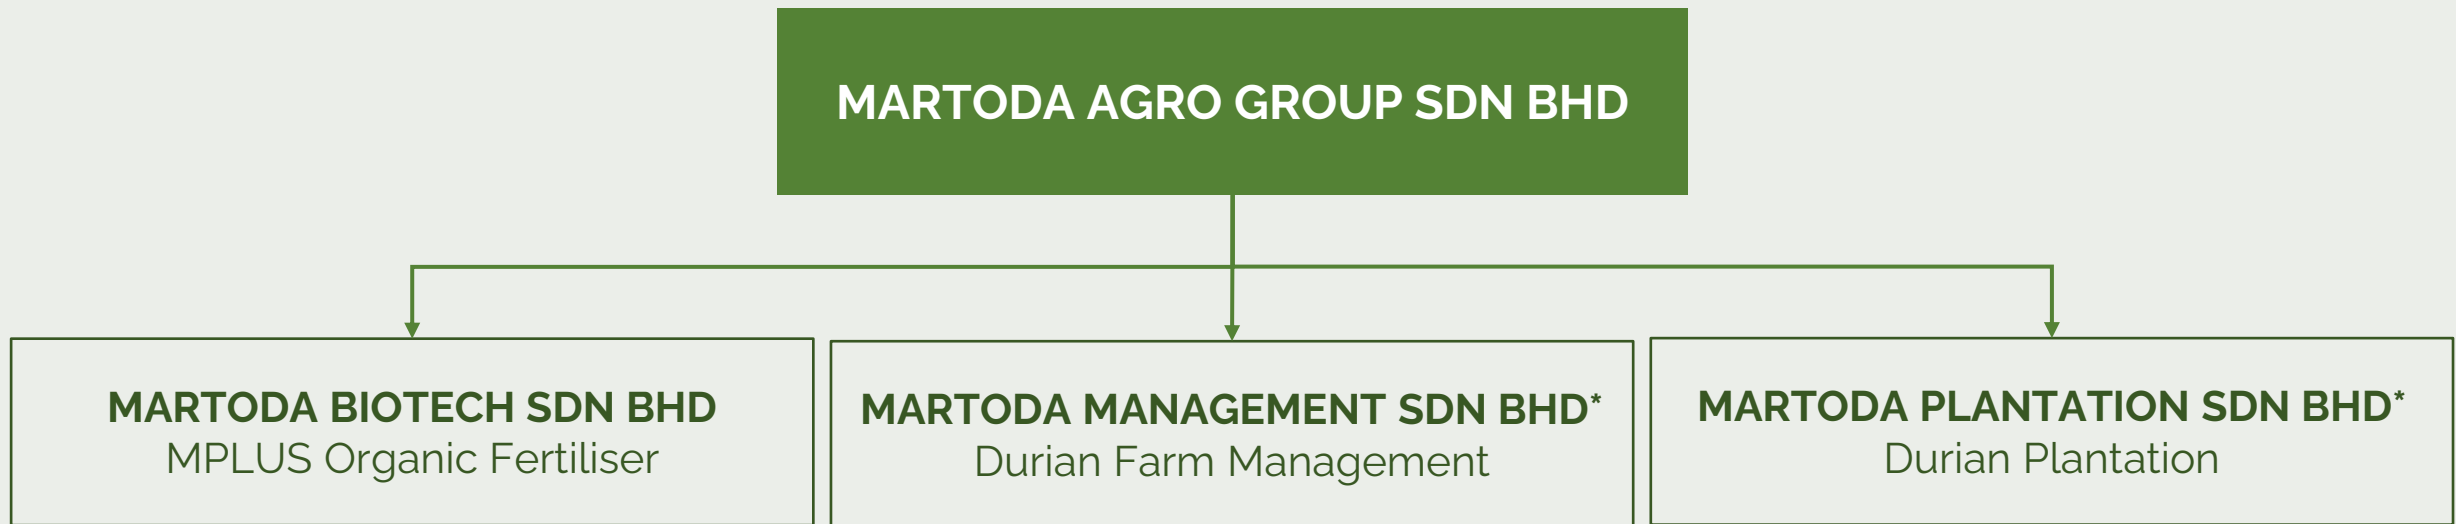 MARTODA AGRO GROUP SDN BHD
MARTODA BIOTECH SDN BHD
MPLUS Organic Fertiliser
MARTODA MANAGEMENT SDN BHD*
Durian Farm Management
MARTODA PLANTATION SDN BHD*
Durian Plantation